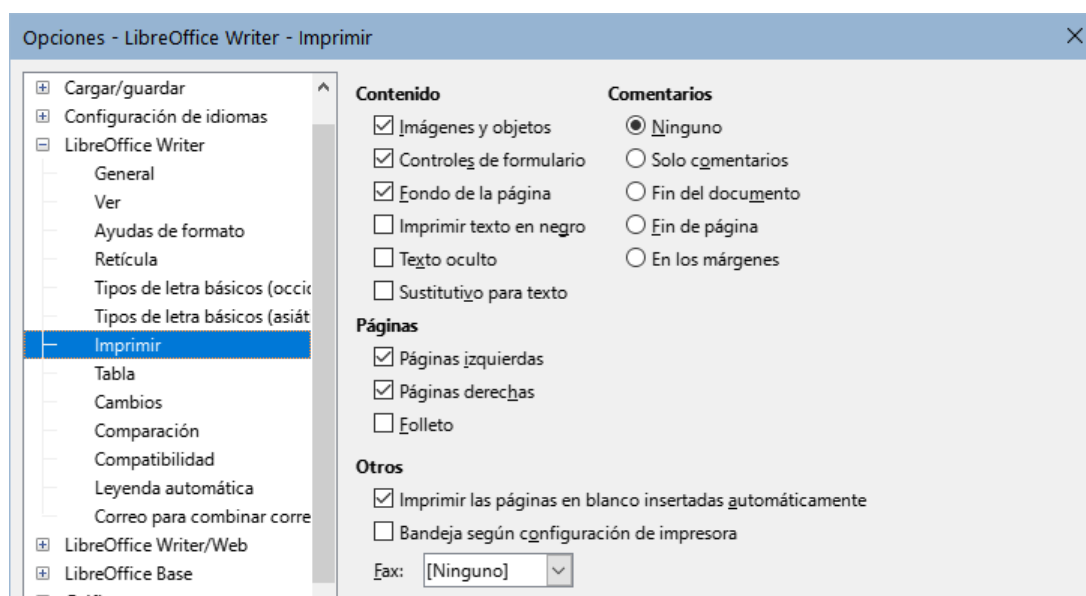 Opciones - LibreOffice Writer - Imprimir
Cargar/guardar
Configuración de idiomas
LibreOffice Writer
General
Ver
Ayudas de formato
Retícula
Tipos de letra básicos (occi
Tipos de letra básicos (asiát
Imprimir
Tabla
Cambios
Comparación
Compatibilidad
Leyenda automática
Correo para combinar corre
LibreOffice Writer/Web
LibreOffice Base
Contenido
Imágenes y objetos
Controles de formulario
Fondo de la página
Imprimir texto en negro
Texto oculto
Sustitutivo para texto
Comentarios
Ninguno
Solo comentarios
Fin del documento
Fin de página
En los márgenes
Páginas
Páginas izquierdas
Páginas derechas
Folleto
Otros
Imprimir las páginas en blanco insertadas automáticamente
Bandeja según configuración de impresora
Fax: [Ninguno]